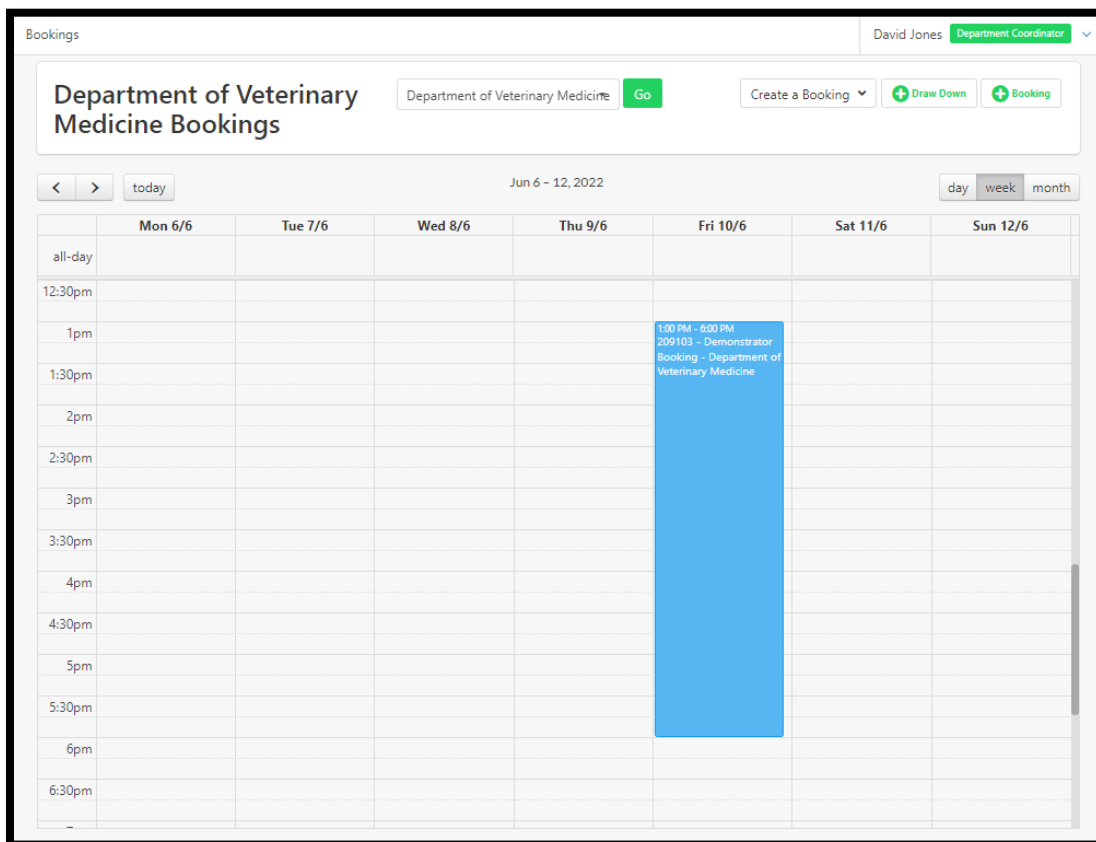 Bookings
David Jones Department Coordinator
Department of Veterinary
Medicine Bookings
Department of Veterinary Medicine Go
Create a Booking Draw Down Booking
today
Jun 6 – 12, 2022
day week month
Mon 6/6 Tue 7/6 Wed 8/6 Thu 9/6 Fri 10/6 Sat 11/6 Sun 12/6
all-day
12:30pm
1pm
1:00 PM - 6:00 PM
209103 - Demonstrator
Booking - Department of
Veterinary Medicine
1:30pm
2pm
2:30pm
3pm
3:30pm
4pm
4:30pm
5pm
5:30pm
6pm
6:30pm